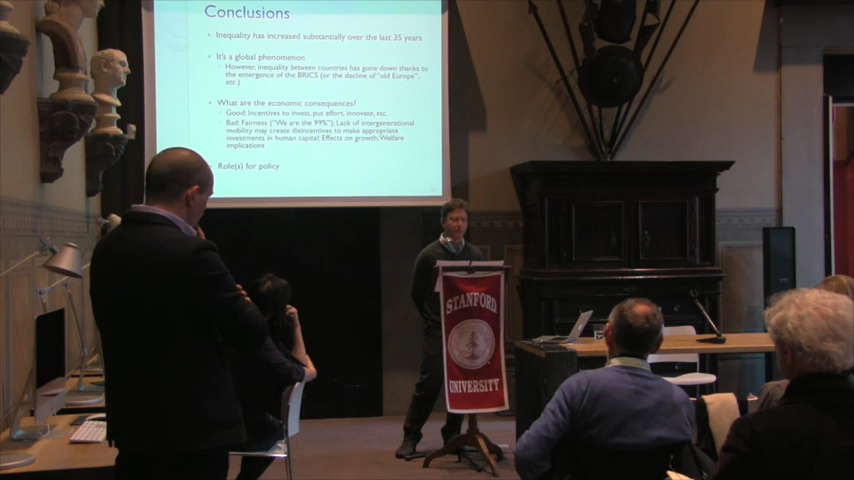 Conclusions
Inequality has increased substantially over the last 35 years
It's a global phenomenon
However, inequality between countries has gone down thanks to
the emergence of the BRICS (or the decline of "old Europe",
etc.)
What are the economic consequences?
Good: Incentives to invest, put effort, innovate, etc.
Bad: Fairness ("We are the 99%"); Lack of intergenerational
mobility may create disincentives to make appropriate
investments in human capital; Effects on growth; Welfare
implications
Role(s) for policy
STANFORD
UNIVERSITY